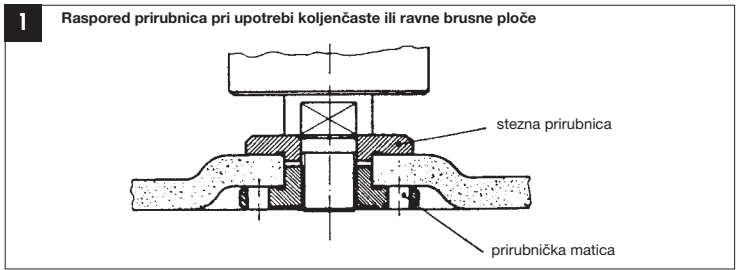 1
Raspored prirubnica pri upotrebi koljenčaste ili ravne brusne ploče
stezna prirubnica
prirubnička matica